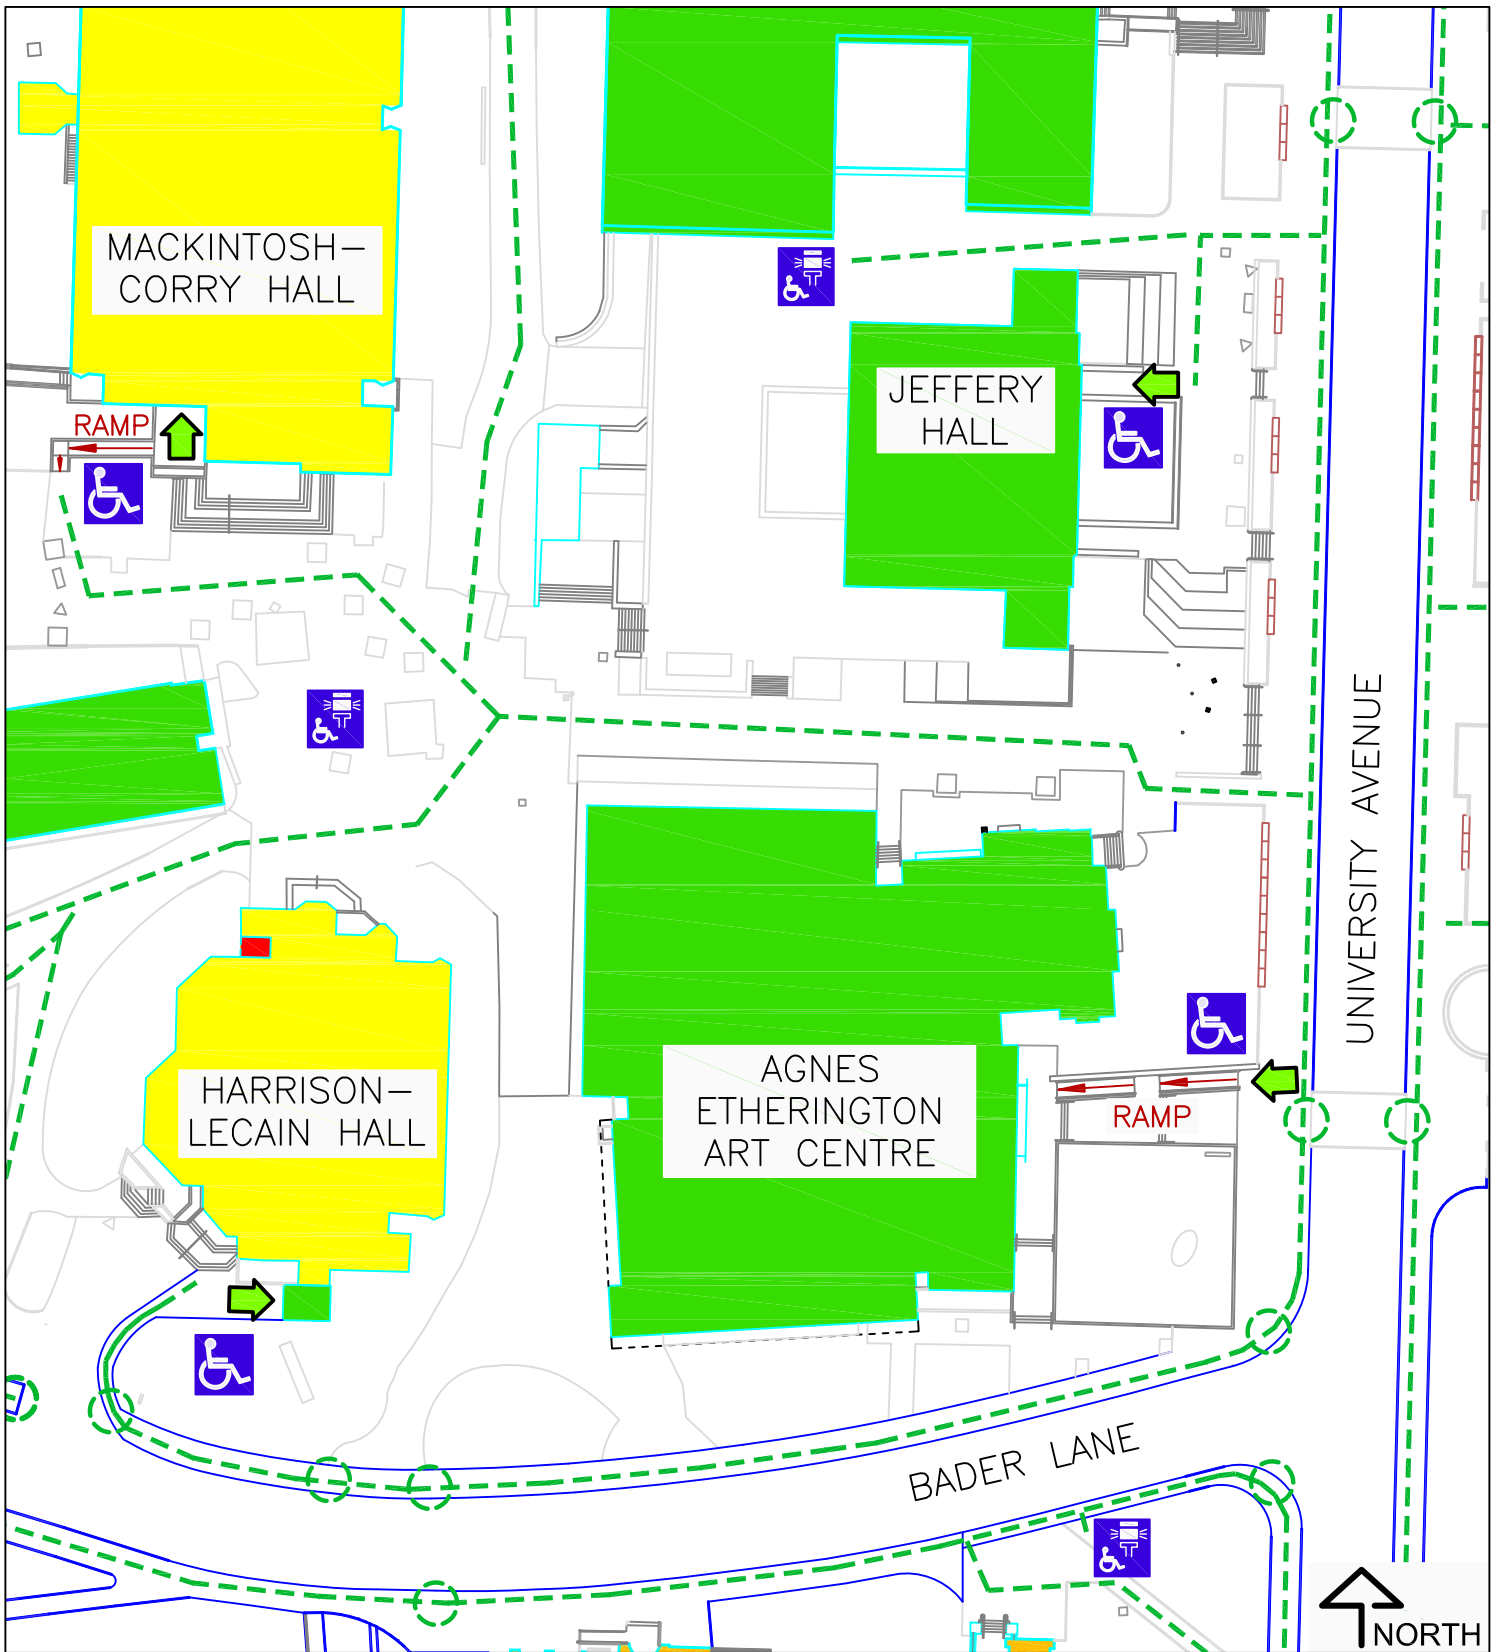 MACKINTOSH-
CORRY HALL
JEFFERY
HALL
RAMP
UNIVERSITY AVENUE
HARRISON-
LECAIN HALL
AGNES
ETHERINGTON
ART CENTRE
RAMP
BADER LANE
NORTH